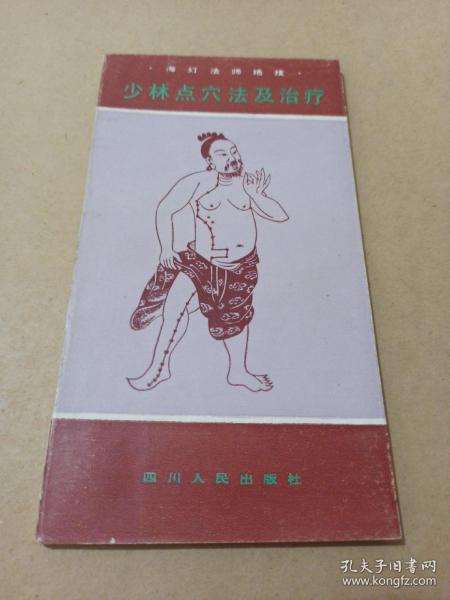 ·海灯法师绝技·
少林点穴法及治疗
四川人民出版社
孔夫子旧书网
www.kongfz.com